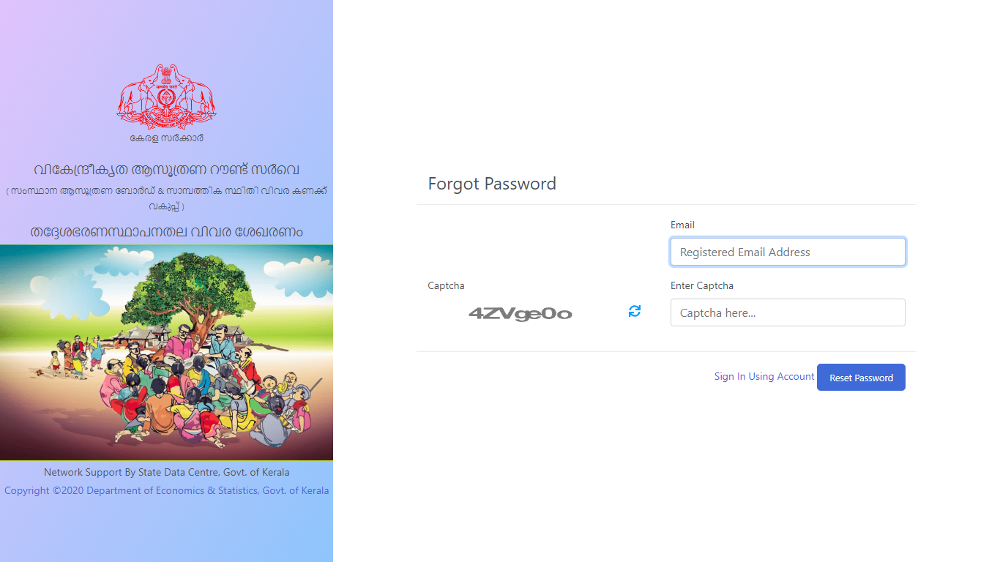 കേരള സർക്കാർ
വികേന്ദ്രീകൃത ആസൂത്രണ റൗണ്ട് സർവെ
( സംസ്ഥാന ആസൂത്രണ ബോർഡ് & സാമ്പത്തിക സ്ഥിതി വിവര കണക്ക്
വകുപ്പ് )
തദ്ദേശഭരണസ്ഥാപനതല വിവര ശേഖരണം
Network Support By State Data Centre, Govt. of Kerala
Copyright ©2020 Department of Economics & Statistics, Govt. of Kerala
Forgot Password
Email
Registered Email Address
Captcha
Enter Captcha
4ZVge0o
Captcha here...
Sign In Using Account
Reset Password